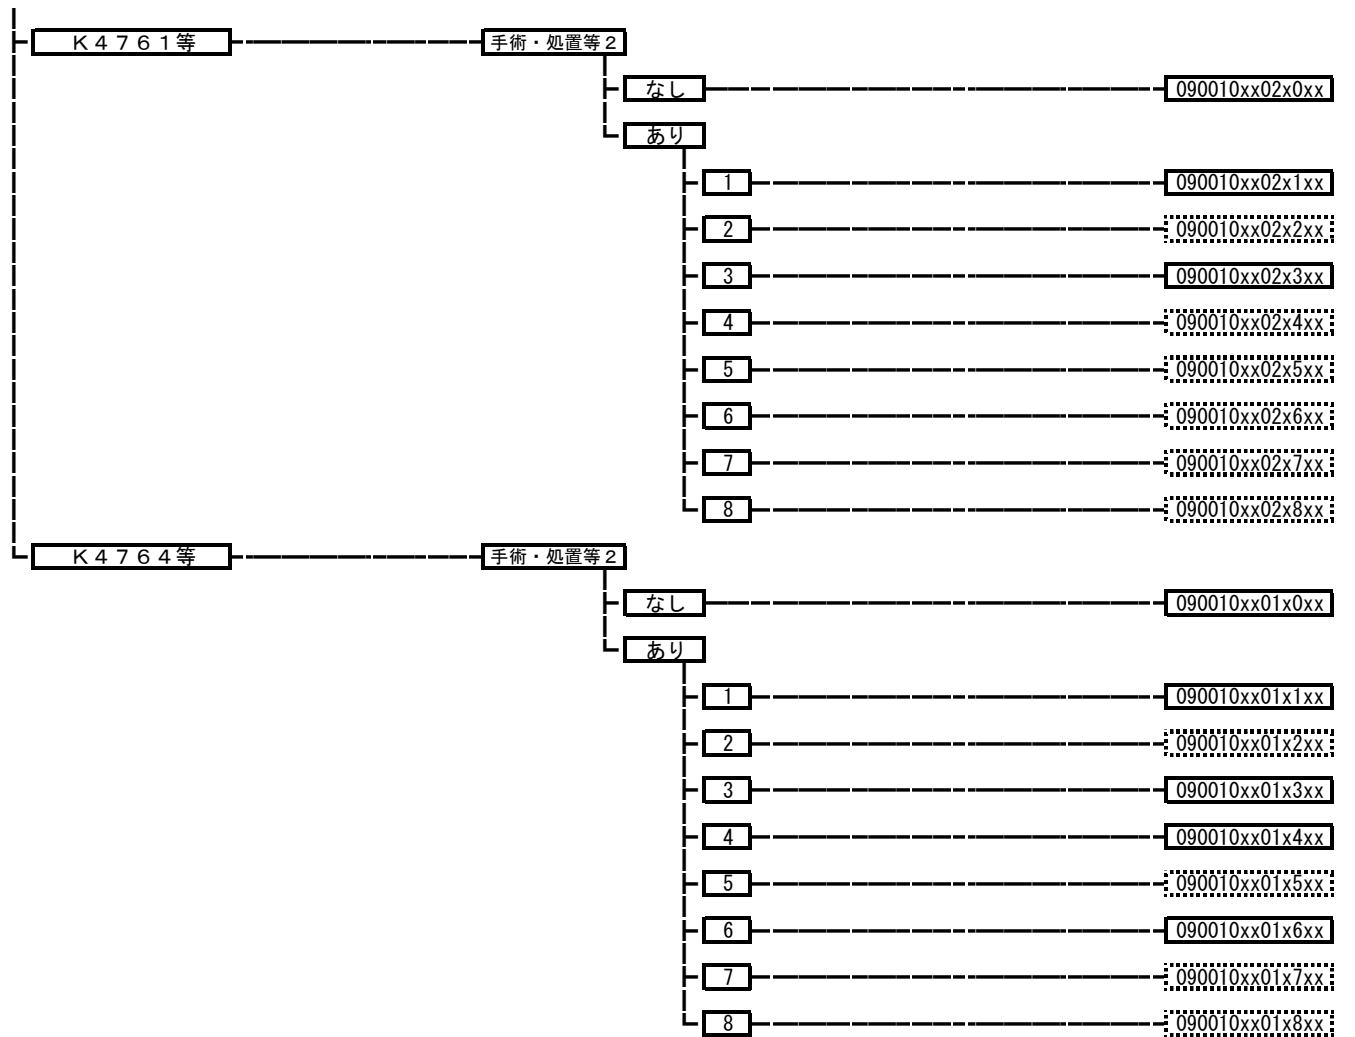 K4761等 手術・処置等2
なし 090010xx02x0xx
あり
1 090010xx02x1xx
2 090010xx02x2xx
3 090010xx02x3xx
4 090010xx02x4xx
5 090010xx02x5xx
6 090010xx02x6xx
7 090010xx02x7xx
8 090010xx02x8xx
K4764等 手術・処置等2
なし 090010xx01x0xx
あり
1 090010xx01x1xx
2 090010xx01x2xx
3 090010xx01x3xx
4 090010xx01x4xx
5 090010xx01x5xx
6 090010xx01x6xx
7 090010xx01x7xx
8 090010xx01x8xx